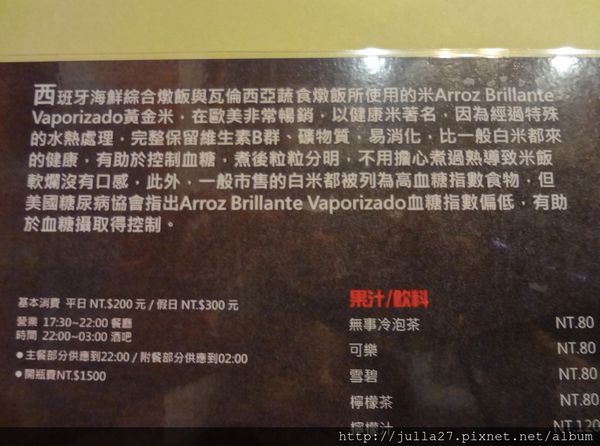 西班牙海鮮綜合燉飯與瓦倫西亞蔬食燉飯所使用的米Arroz Brillante
Vaporizado黃金米，在歐美非常暢銷，以健康米著名，因為經過特殊
的水熱處理，完整保留維生素B群、礦物質，易消化，比一般白米都來
的健康，有助於控制血糖，煮後粒粒分明，不用擔心煮過熟導致米飯
軟爛沒有口感，此外，一般市售的白米都被列為高血糖指數食物，但
美國糖尿病協會指出Arroz Brillante Vaporizado血糖指數偏低，有助
於血糖攝取得控制。
基本消費 平日 NT.$200 元 / 假日 NT.$300 元
營業 17:30~22:00 餐廳
時間 22:00~03:00 酒吧
●主餐部分供應到22:00 / 附餐部分供應到02:00
●開瓶費NT.$1500
果汁/飲料
無事冷泡茶 NT.80
可樂 NT.80
雪碧 NT.80
檸檬茶 NT.80
檸檬汁 NT.120
http://julla27.pixnet.net/album